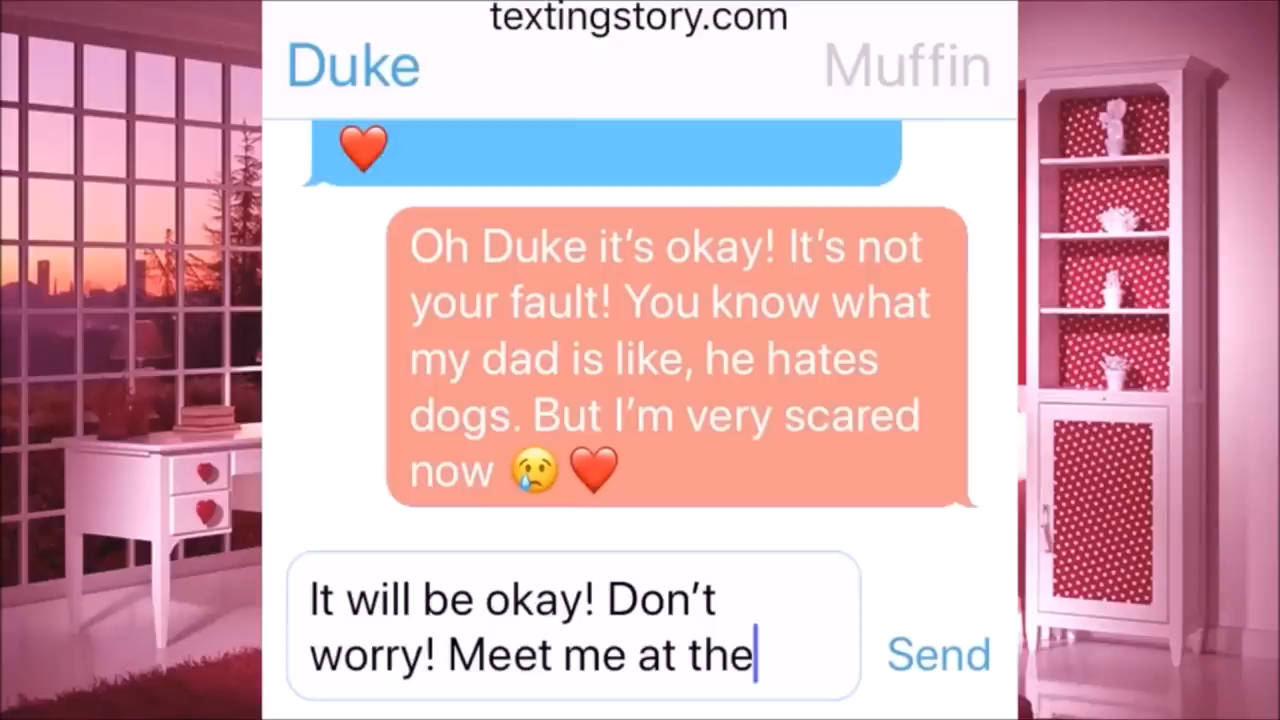 textingstory.com
Duke Muffin
❤️
Oh Duke it’s okay! It’s not
your fault! You know what
my dad is like, he hates
dogs. But I’m very scared
now 😢 ❤️
It will be okay! Don’t
worry! Meet me at the
Send